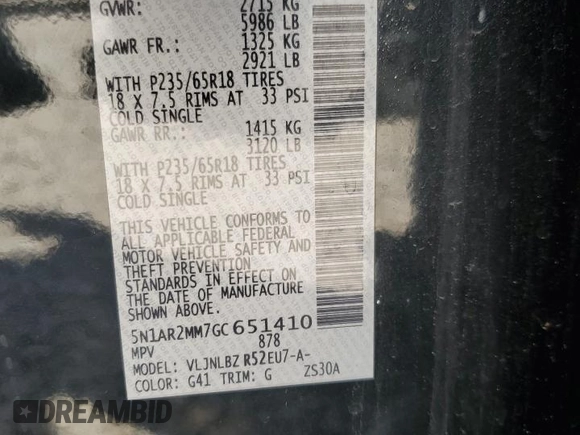 GVWR: 2715 KG
5986 LB
GAWR FR.: 1325 KG
2921 LB
WITH P235/65R18 TIRES
18 X 7.5 RIMS AT 33 PSI
COLD SINGLE
GAWR RR.: 1415 KG
3120 LB
WITH P235/65R18 TIRES
18 X 7.5 RIMS AT 33 PSI
COLD SINGLE
THIS VEHICLE CONFORMS TO
ALL APPLICABLE FEDERAL
MOTOR VEHICLE SAFETY AND
THEFT PREVENTION
STANDARDS IN EFFECT ON
THE DATE OF MANUFACTURE
SHOWN ABOVE.
5N1AR2MM7GC651410
MPV 878
MODEL: VLJNLBZ R52EU7-A-
COLOR: G41 TRIM: G ZS30A
DREAMBID